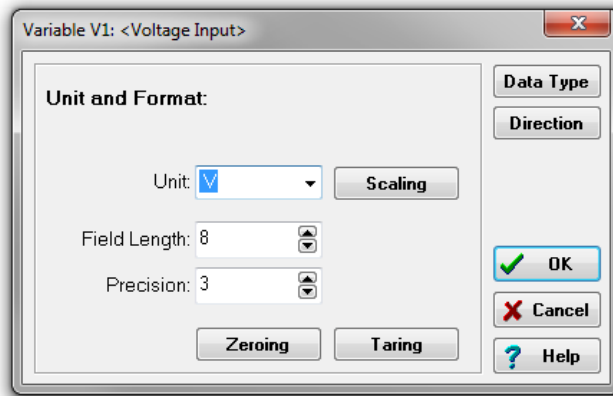 Variable V1: <Voltage Input>
Unit and Format:
Unit: V
Scaling
Field Length: 8
Precision: 3
Zeroing
Taring
Data Type
Direction
OK
Cancel
? Help